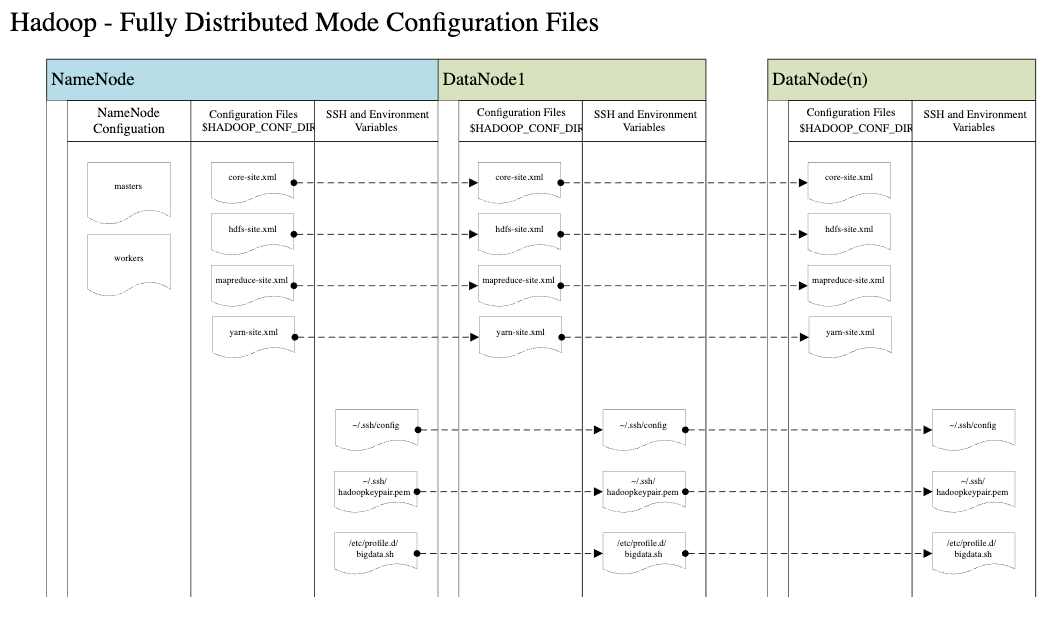 Hadoop - Fully Distributed Mode Configuration Files
NameNode
DataNode1
DataNode(n)
NameNode
Configuation
Configuration Files
$HADOOP_CONF_DIR
SSH and Environment
Variables
Configuration Files
$HADOOP_CONF_DIR
SSH and Environment
Variables
Configuration Files
$HADOOP_CONF_DIR
SSH and Environment
Variables
masters
workers
core-site.xml
core-site.xml
core-site.xml
hdfs-site.xml
hdfs-site.xml
hdfs-site.xml
mapreduce-site.xml
mapreduce-site.xml
mapreduce-site.xml
yarn-site.xml
yarn-site.xml
yarn-site.xml
~/.ssh/config
~/.ssh/config
~/.ssh/config
~/.ssh/
hadoopkeypair.pem
~/.ssh/
hadoopkeypair.pem
~/.ssh/
hadoopkeypair.pem
/etc/profile.d/
bigdata.sh
/etc/profile.d/
bigdata.sh
/etc/profile.d/
bigdata.sh